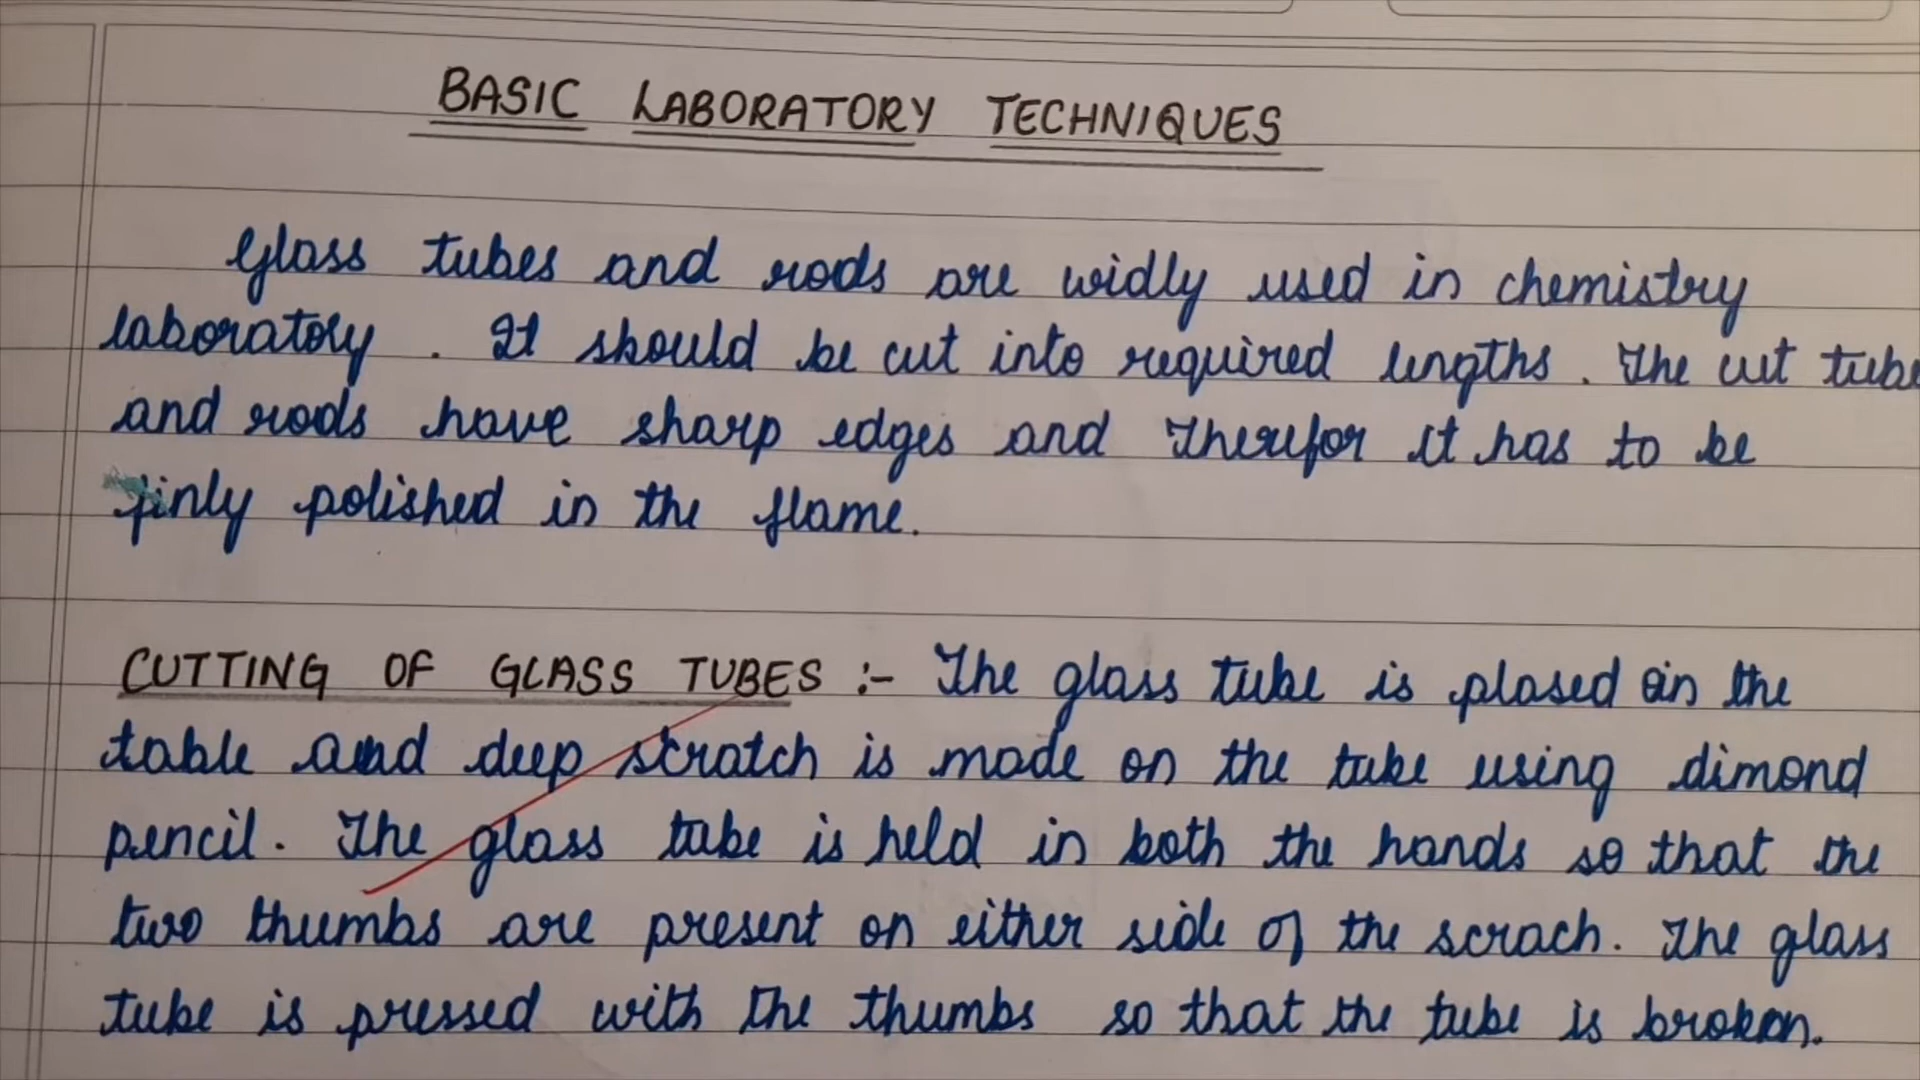 BASIC LABORATORY TECHNIQUES
Glass tubes and rods are widly used in chemistry
laboratory . It should be cut into required lengths . The cut tube
and rods have sharp edges and therefor it has to be
finly polished in the flame.
CUTTING OF GLASS TUBES :- The glass tube is plased in the
table and deep scratch is made on the tube using dimond
pencil. The glass tube is held in both the hands so that the
two thumbs are present on either side of the scrach. The glass
tube is pressed with the thumbs so that the tube is broken.